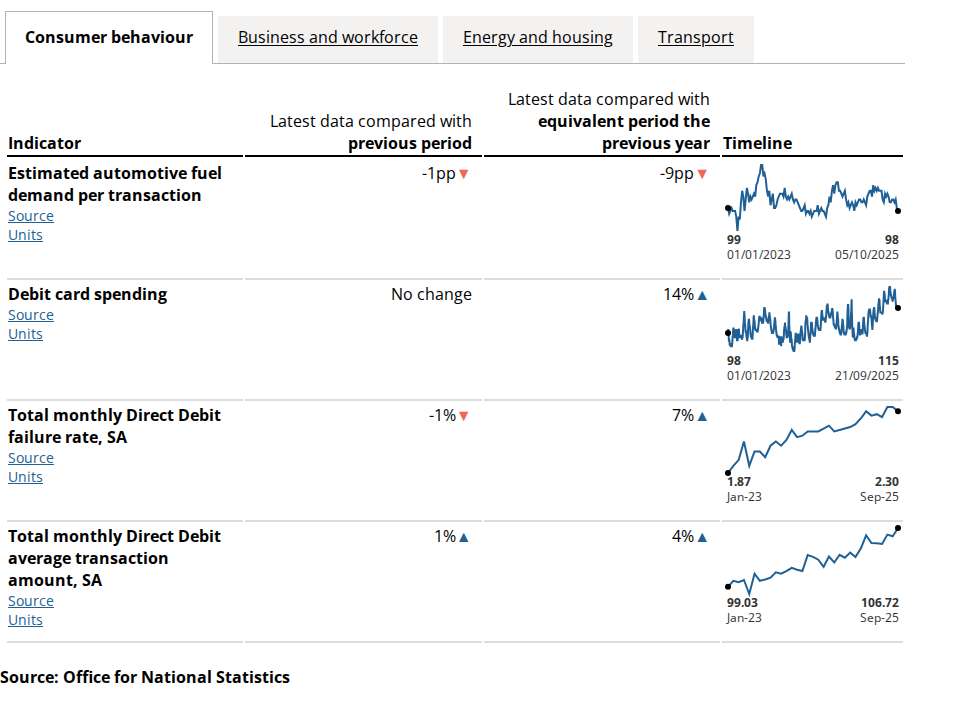 Consumer behaviour
Business and workforce
Energy and housing
Transport
Indicator
Latest data compared with
previous period
Latest data compared with
equivalent period the
previous year
Timeline
Estimated automotive fuel
demand per transaction
Source
Units
-1pp▼
-9pp▼
99
98
01/01/2023
05/10/2025
Debit card spending
Source
Units
No change
14%▲
98
115
01/01/2023
21/09/2025
Total monthly Direct Debit
failure rate, SA
Source
Units
-1%▼
7%▲
1.87
2.30
Jan-23
Sep-25
Total monthly Direct Debit
average transaction
amount, SA
Source
Units
1%▲
4%▲
99.03
106.72
Jan-23
Sep-25
Source: Office for National Statistics